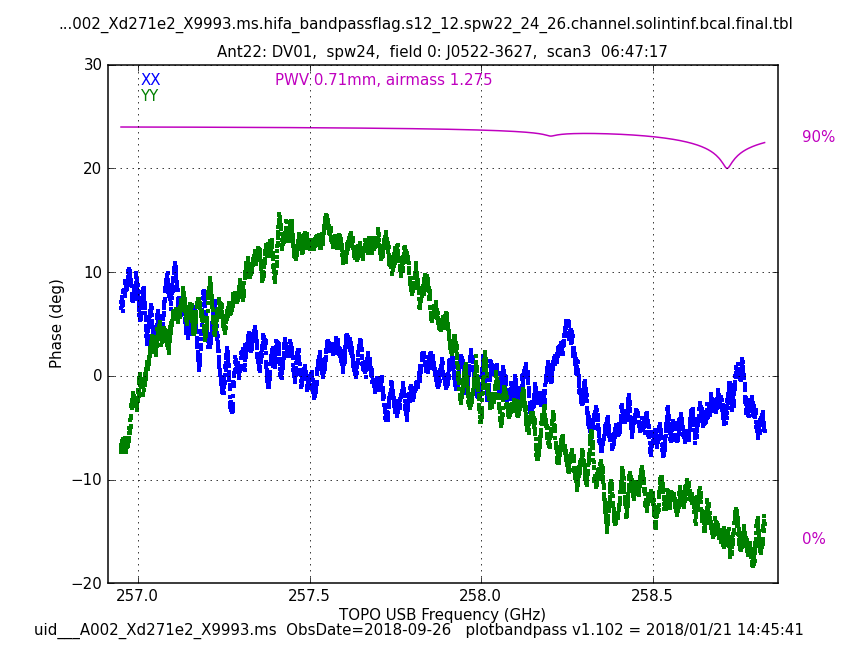 ...002_Xd271e2_X9993.ms.hifa_bandpassflag.s12_12.spw22_24_26.channel.solintinf.bcal.final.tbl
Ant22: DV01,  spw24,  field 0: J0522-3627,  scan3  06:47:17
30
XX
PWV 0.71mm, airmass 1.275
YY
90%
20
10
Phase (deg)
0
−10
0%
−20
257.0 257.5 258.0 258.5
TOPO USB Frequency (GHz)
uid___A002_Xd271e2_X9993.ms  ObsDate=2018-09-26   plotbandpass v1.102 = 2018/01/21 14:45:41